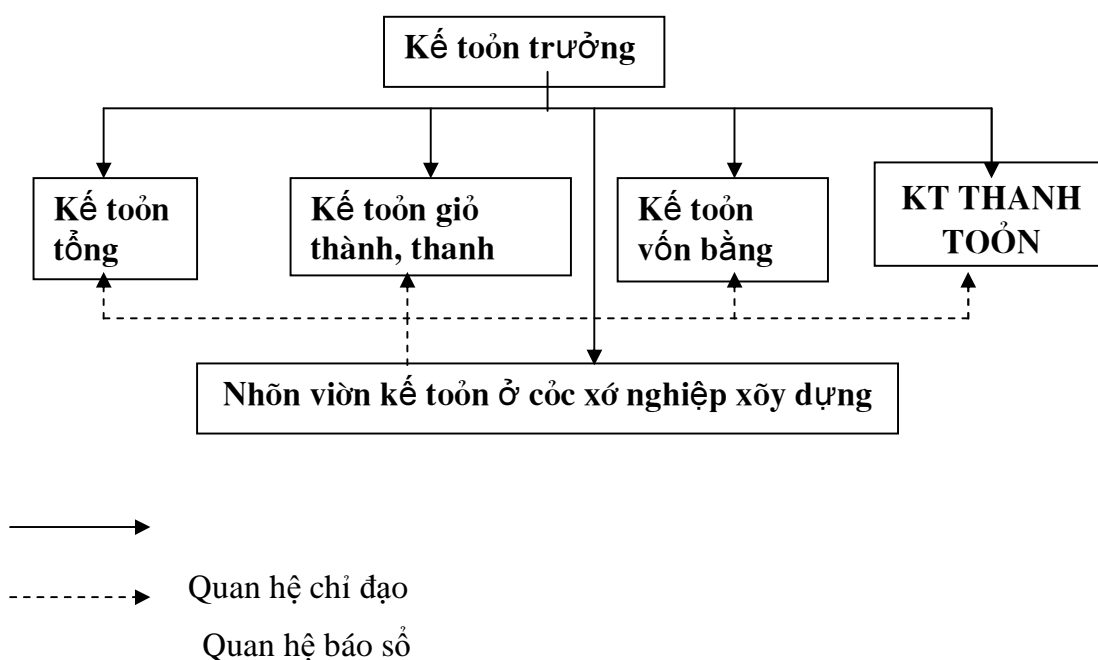 Kế toỏn trưởng
Kế toỏn
tổng
Kế toỏn giỏ
thành, thanh
Kế toỏn
vốn bằng
KT THANH
TOỎN
Nhõn viờn kế toỏn ở cỏc xớ nghiệp xõy dựng
Quan hệ chỉ đạo
Quan hệ báo sổ